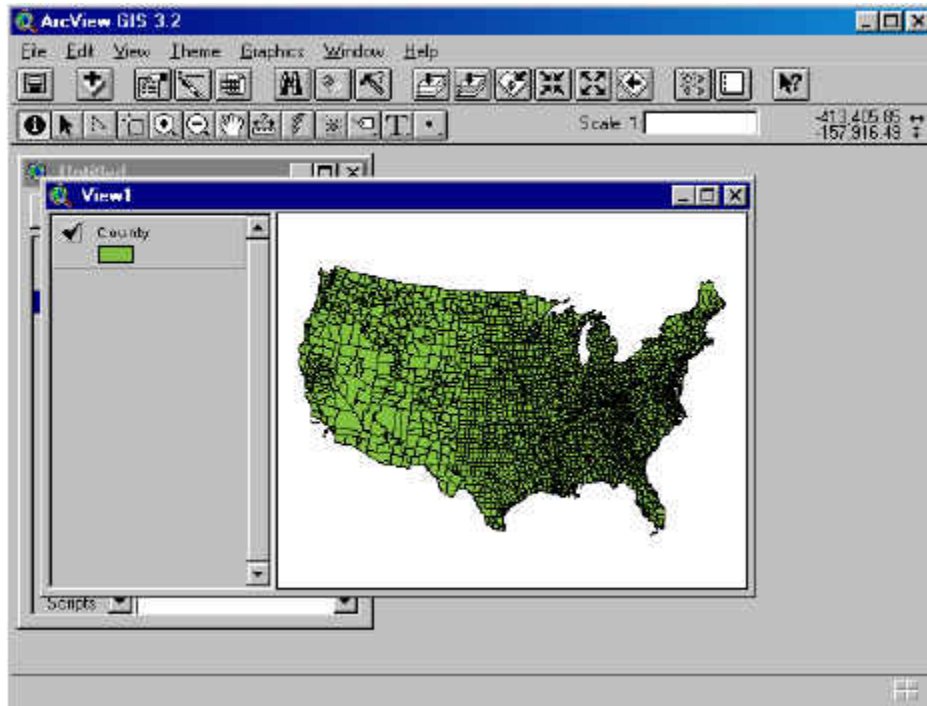 ArcView GIS 3.2
File Edit View Theme Graphics Window Help
Scale 1:
-413,405.85
-157,916.49
View1
County
Scripts